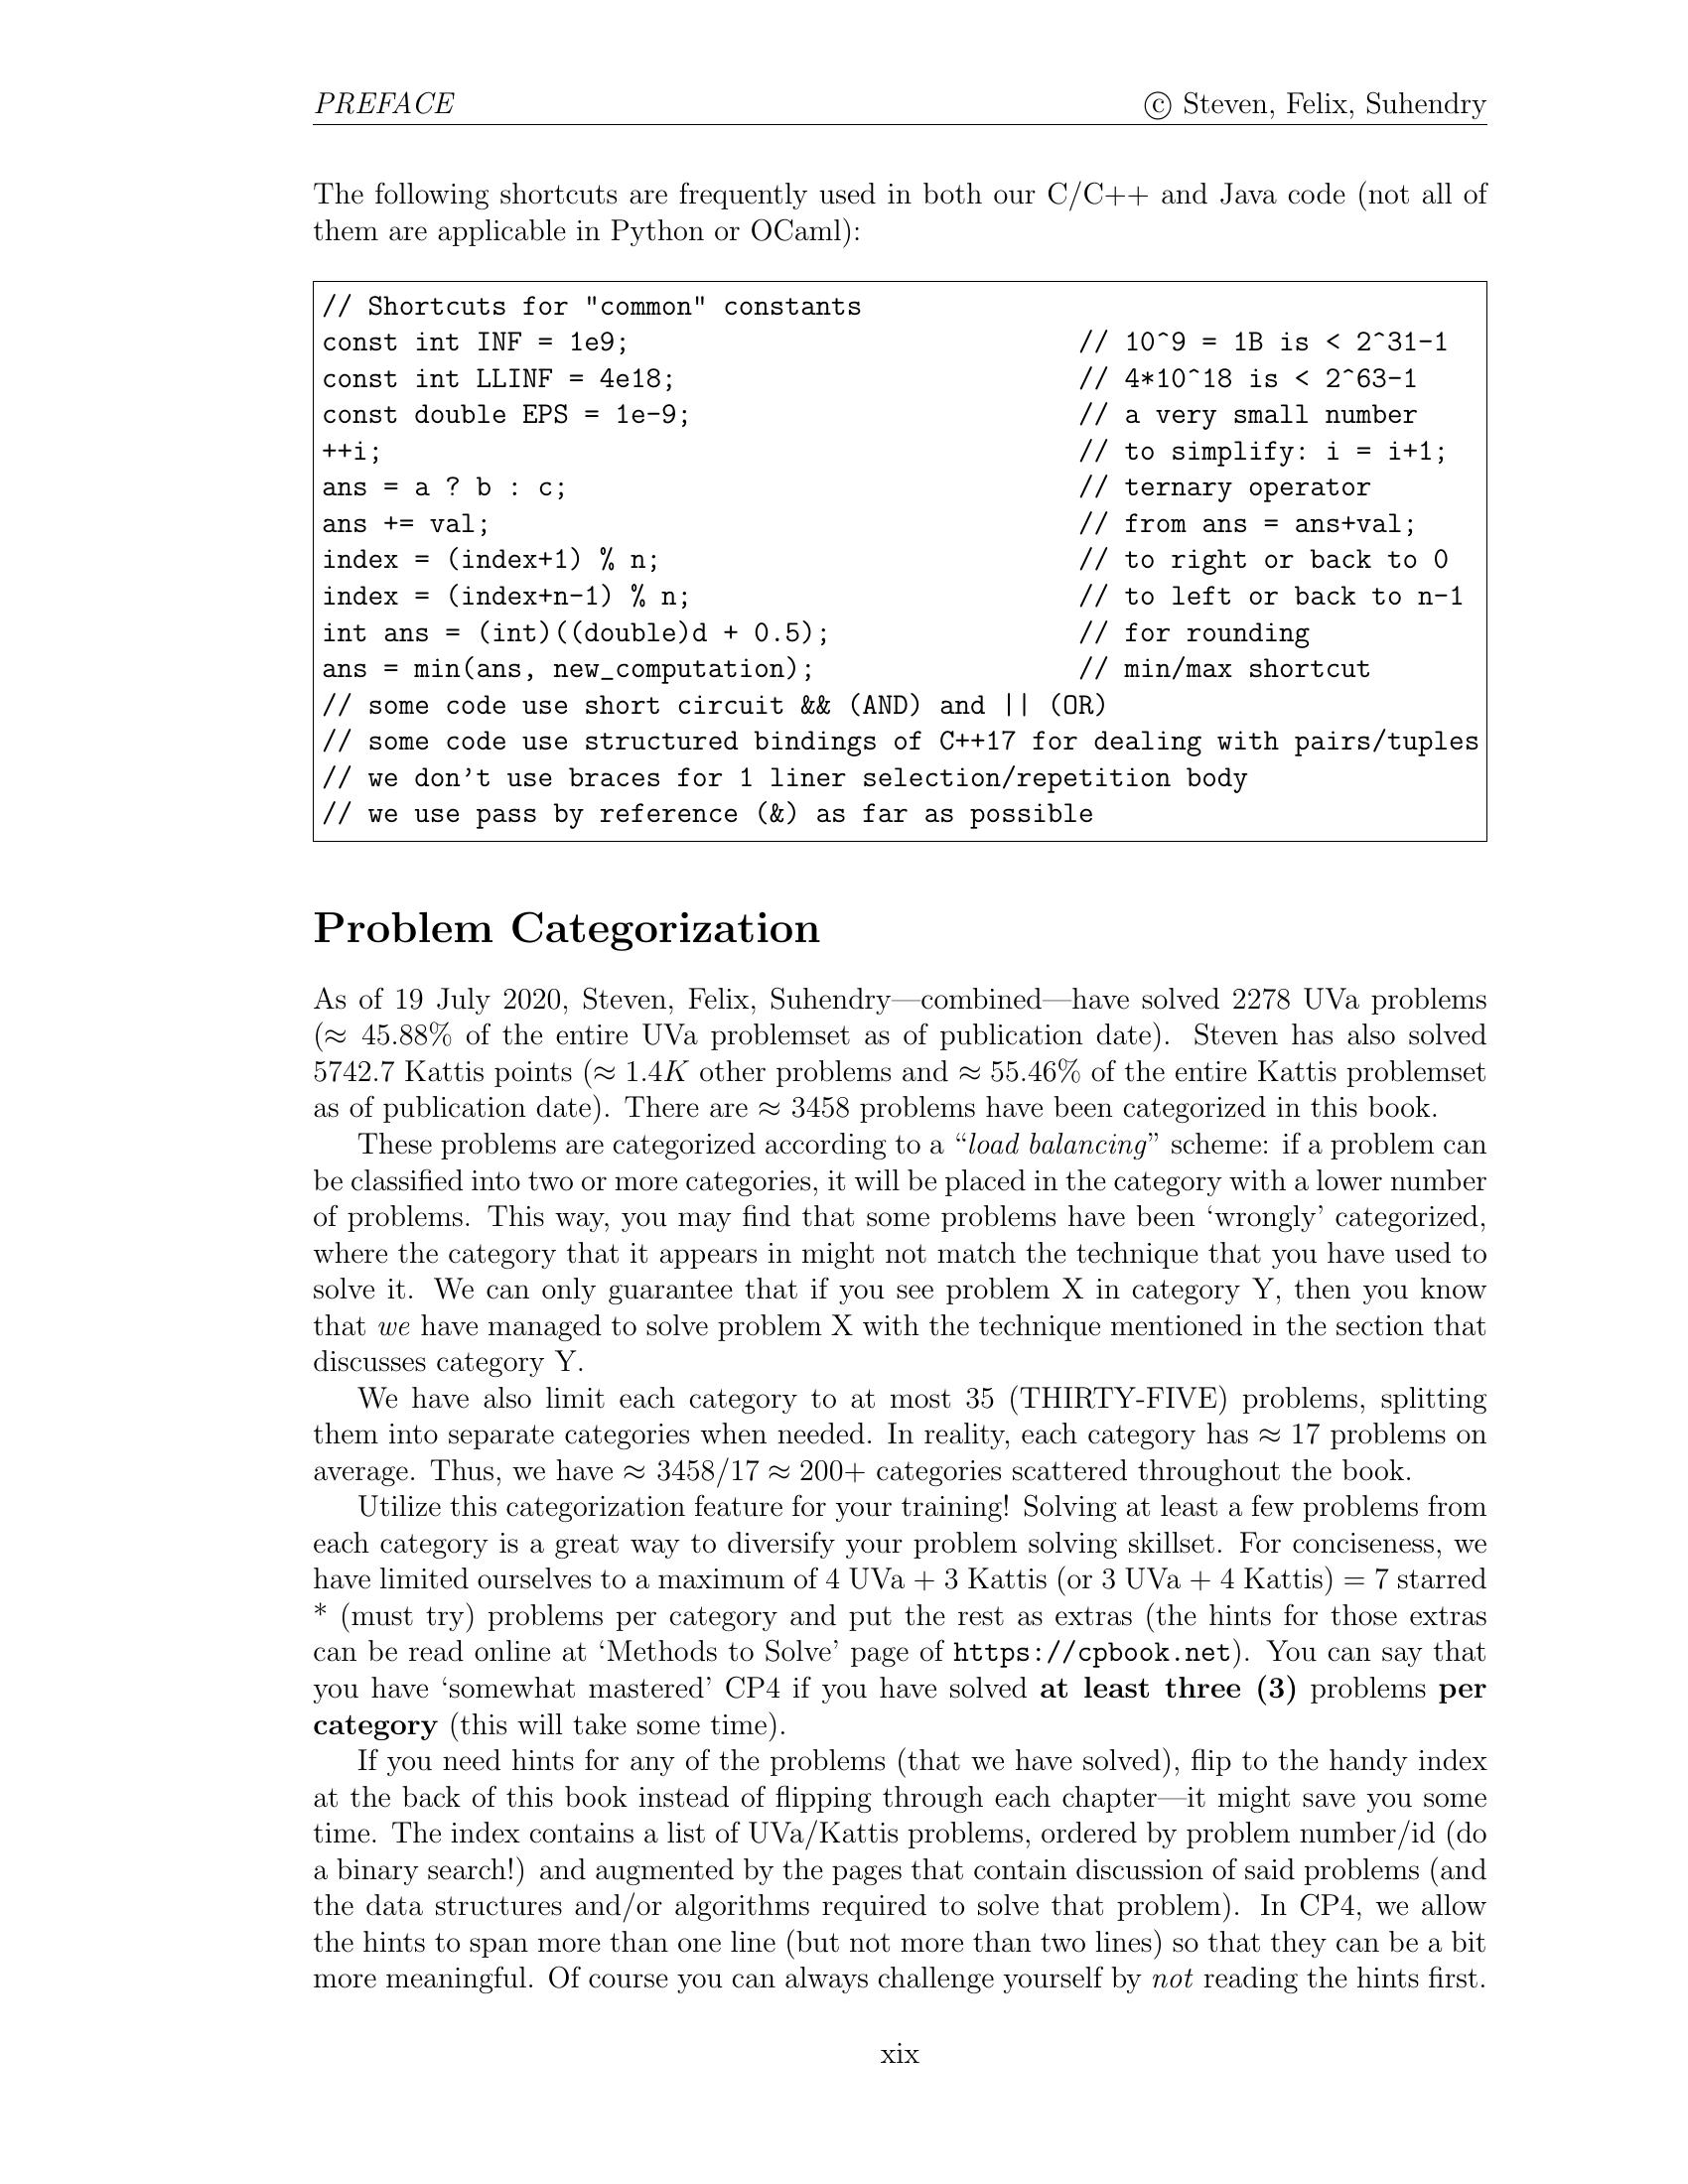 PREFACE © Steven, Felix, Suhendry
The following shortcuts are frequently used in both our C/C++ and Java code (not all of
them are applicable in Python or OCaml):
// Shortcuts for "common" constants
const int INF = 1e9; // 10^9 = 1B is < 2^31-1
const int LLINF = 4e18; // 4*10^18 is < 2^63-1
const double EPS = 1e-9; // a very small number
++i; // to simplify: i = i+1;
ans = a ? b : c; // ternary operator
ans += val; // from ans = ans+val;
index = (index+1) % n; // to right or back to 0
index = (index+n-1) % n; // to left or back to n-1
int ans = (int)((double)d + 0.5); // for rounding
ans = min(ans, new_computation); // min/max shortcut
// some code use short circuit && (AND) and || (OR)
// some code use structured bindings of C++17 for dealing with pairs/tuples
// we don't use braces for 1 liner selection/repetition body
// we use pass by reference (&) as far as possible
Problem Categorization
As of 19 July 2020, Steven, Felix, Suhendry—combined—have solved 2278 UVa problems
(≈ 45.88% of the entire UVa problemset as of publication date). Steven has also solved
5742.7 Kattis points (≈ 1.4K other problems and ≈ 55.46% of the entire Kattis problemset
as of publication date). There are ≈ 3458 problems have been categorized in this book.
These problems are categorized according to a “load balancing” scheme: if a problem can
be classified into two or more categories, it will be placed in the category with a lower number
of problems. This way, you may find that some problems have been ‘wrongly’ categorized,
where the category that it appears in might not match the technique that you have used to
solve it. We can only guarantee that if you see problem X in category Y, then you know
that we have managed to solve problem X with the technique mentioned in the section that
discusses category Y.
We have also limit each category to at most 35 (THIRTY-FIVE) problems, splitting
them into separate categories when needed. In reality, each category has ≈ 17 problems on
average. Thus, we have ≈ 3458/17 ≈ 200+ categories scattered throughout the book.
Utilize this categorization feature for your training! Solving at least a few problems from
each category is a great way to diversify your problem solving skillset. For conciseness, we
have limited ourselves to a maximum of 4 UVa + 3 Kattis (or 3 UVa + 4 Kattis) = 7 starred
* (must try) problems per category and put the rest as extras (the hints for those extras
can be read online at ‘Methods to Solve’ page of https://cpbook.net). You can say that
you have ‘somewhat mastered’ CP4 if you have solved at least three (3) problems per
category (this will take some time).
If you need hints for any of the problems (that we have solved), flip to the handy index
at the back of this book instead of flipping through each chapter—it might save you some
time. The index contains a list of UVa/Kattis problems, ordered by problem number/id (do
a binary search!) and augmented by the pages that contain discussion of said problems (and
the data structures and/or algorithms required to solve that problem). In CP4, we allow
the hints to span more than one line (but not more than two lines) so that they can be a bit
more meaningful. Of course you can always challenge yourself by not reading the hints first.
xix